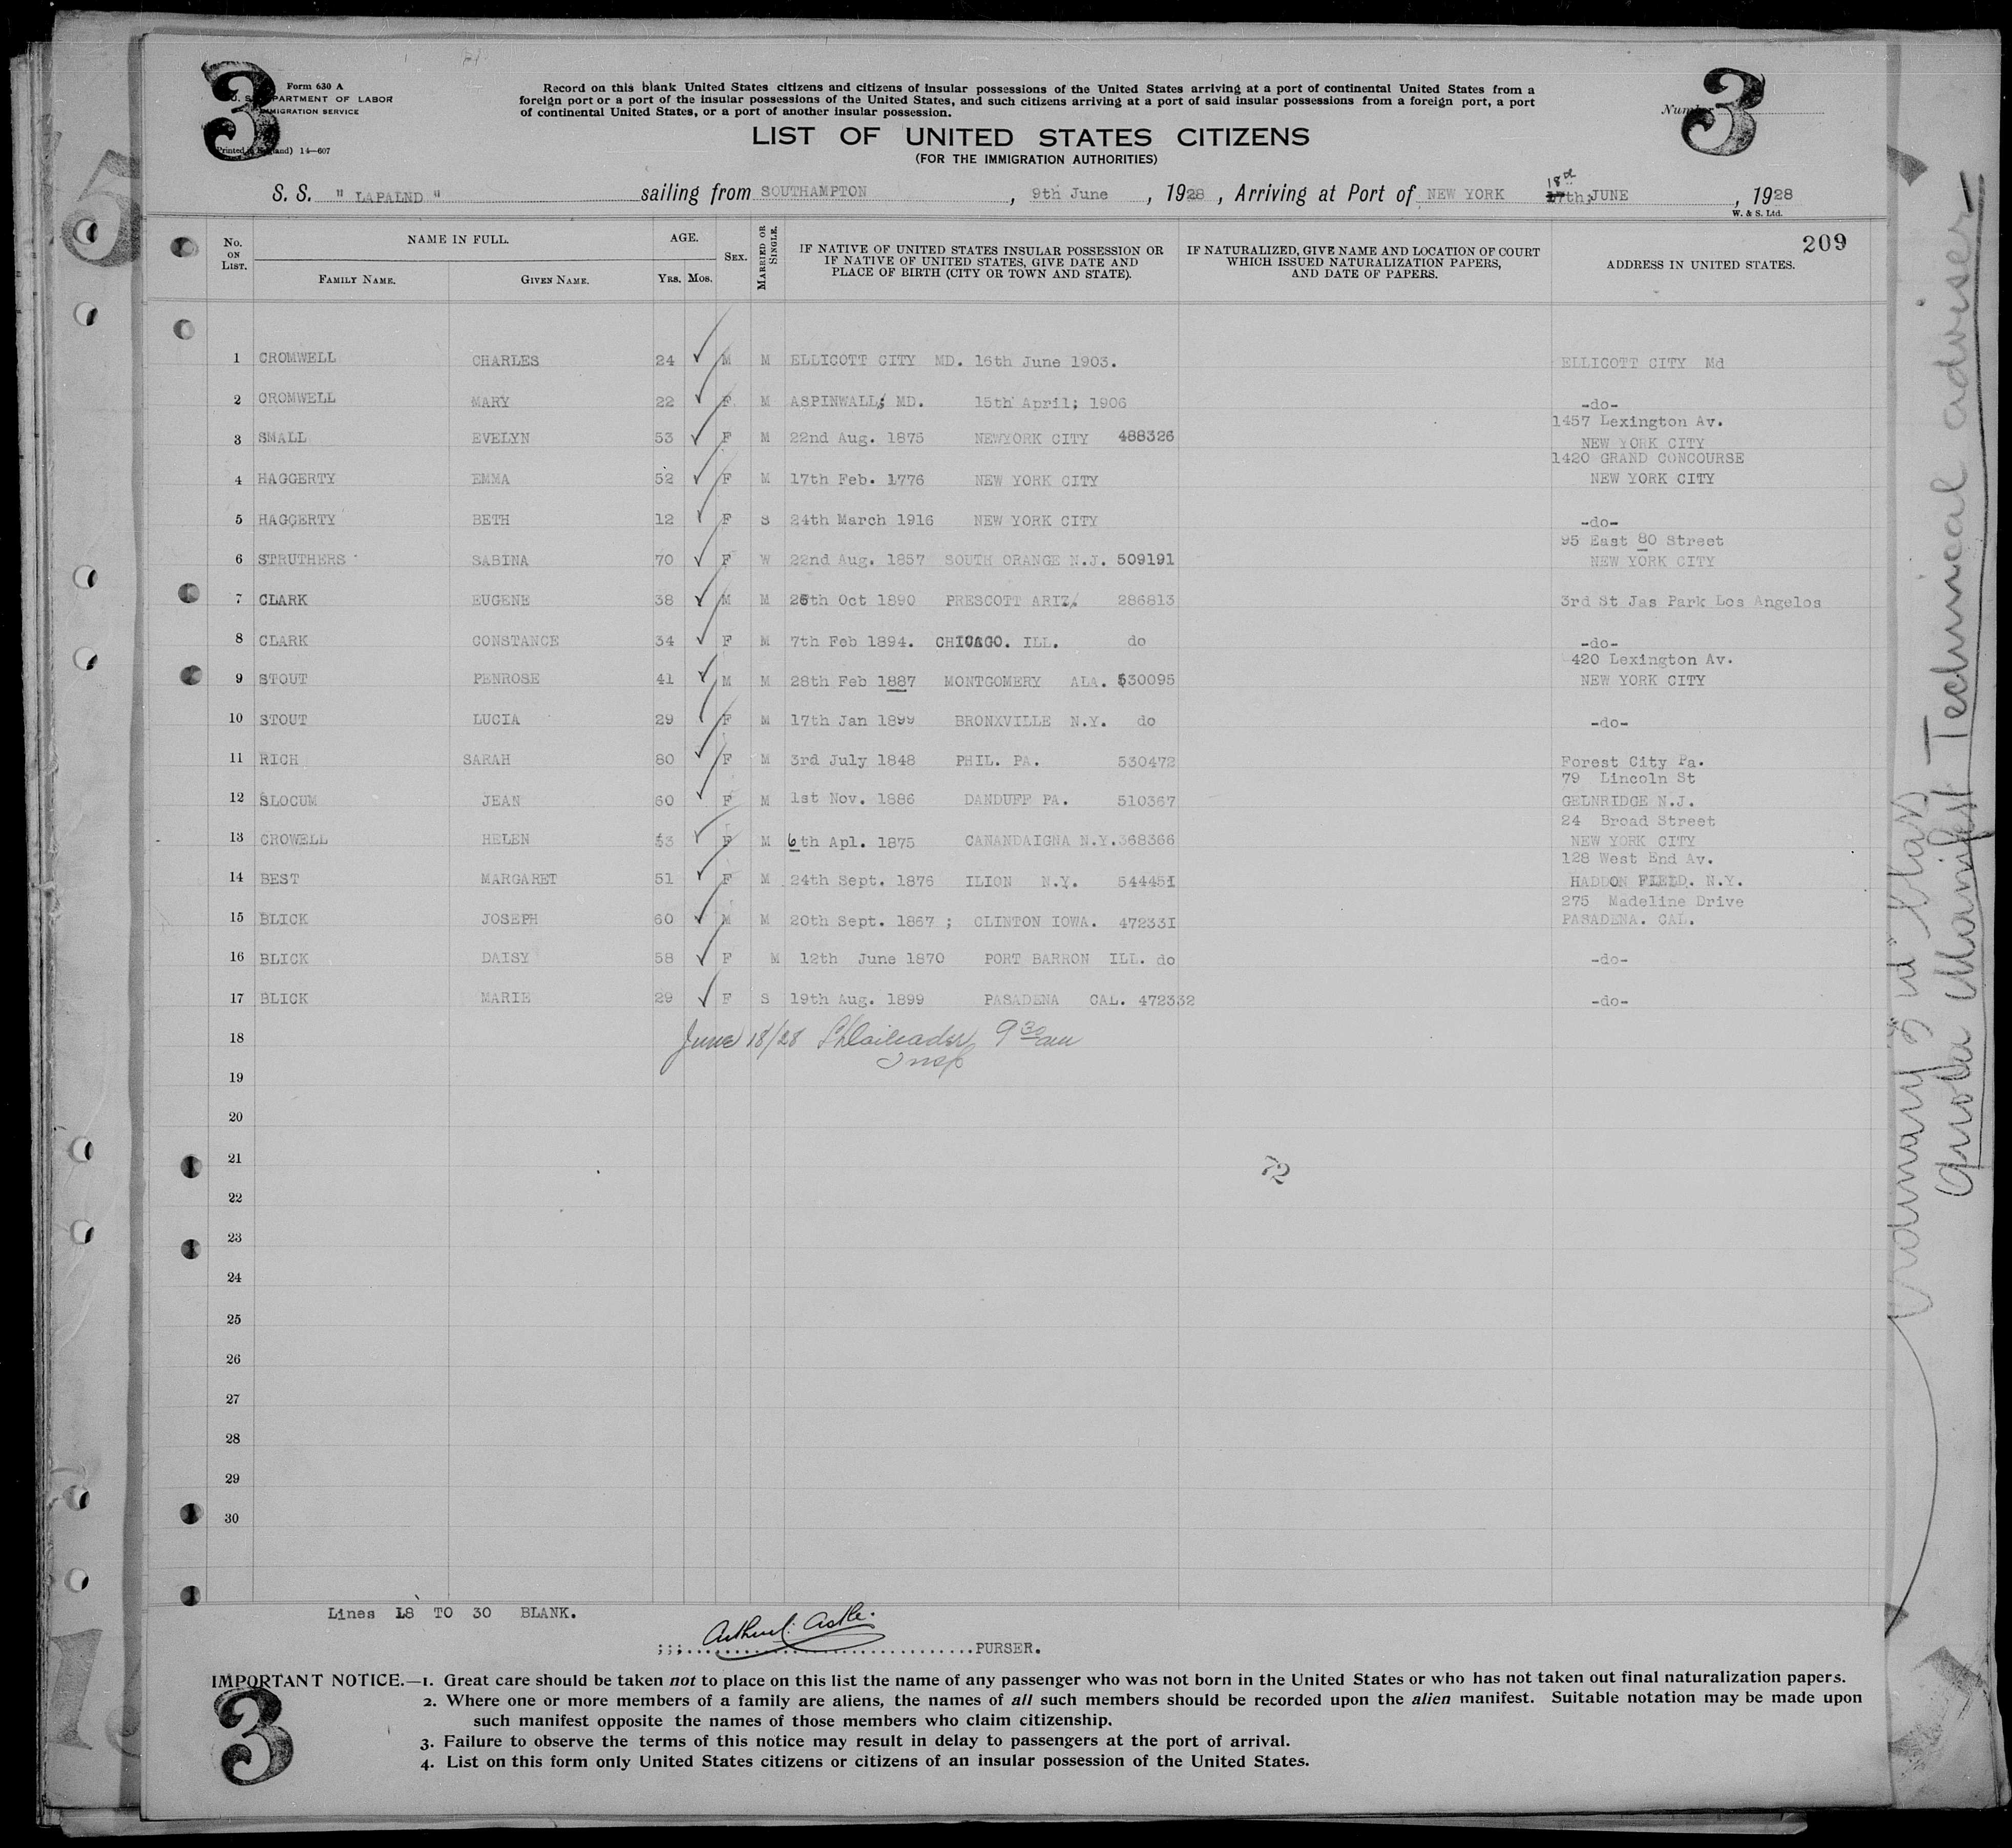 3
Form 630 A
U. S. DEPARTMENT OF LABOR
IMMIGRATION SERVICE
(Printed in England) 14—607
Record on this blank United States citizens and citizens of insular possessions of the United States arriving at a port of continental United States from a
foreign port or a port of the insular possessions of the United States, and such citizens arriving at a port of said insular possessions from a foreign port, a port
of continental United States, or a port of another insular possession.
Number 3
LIST OF UNITED STATES CITIZENS
(FOR THE IMMIGRATION AUTHORITIES)
S. S. " LAPALND " sailing from SOUTHAMPTON , 9th June , 1928 , Arriving at Port of NEW YORK 18th 17th;JUNE , 1928
W. & S. Ltd.
209
No. ON LIST. NAME IN FULL. FAMILY NAME. GIVEN NAME. AGE. YRS. MOS. SEX. MARRIED OR SINGLE. IF NATIVE OF UNITED STATES INSULAR POSSESSION OR IF NATIVE OF UNITED STATES, GIVE DATE AND PLACE OF BIRTH (CITY OR TOWN AND STATE). IF NATURALIZED, GIVE NAME AND LOCATION OF COURT WHICH ISSUED NATURALIZATION PAPERS, AND DATE OF PAPERS. ADDRESS IN UNITED STATES.
1 CROMWELL CHARLES 24 M M ELLICOTT CITY MD. 16th June 1903. ELLICOTT CITY Md
2 CROMWELL MARY 22 F M ASPINWALL; MD. 15th April; 1906 -do-
1457 Lexington Av.
3 SMALL EVELYN 53 F M 22nd Aug. 1875 NEWYORK CITY 488326 NEW YORK CITY
1420 GRAND CONCOURSE
4 HAGGERTY EMMA 52 F M 17th Feb. 1776 NEW YORK CITY NEW YORK CITY
5 HAGGERTY BETH 12 F S 24th March 1916 NEW YORK CITY -do-
95 East 80 Street
6 STRUTHERS SABINA 70 F W 22nd Aug. 1857 SOUTH ORANGE N.J. 509191 NEW YORK CITY
7 CLARK EUGENE 38 M M 26th Oct 1890 PRESCOTT ARIZ. 286813 3rd St Jas Park Los Angelos
8 CLARK CONSTANCE 34 F M 7th Feb 1894. CHICAGO. ILL. do -do-
420 Lexington Av.
9 STOUT PENROSE 41 M M 28th Feb 1887 MONTGOMERY ALA. 530095 NEW YORK CITY
10 STOUT LUCIA 29 F M 17th Jan 1899 BRONXVILLE N.Y. do -do-
11 RICH SARAH 80 F M 3rd July 1848 PHIL. PA. 530472 Forest City Pa.
79 Lincoln St
12 SLOCUM JEAN 60 F M 1st Nov. 1886 DANDUFF PA. 510367 GELNRIDGE N.J.
24 Broad Street
13 CROWELL HELEN 53 F M 6th Apl. 1875 CANANDAIGNA N.Y. 368366 NEW YORK CITY
128 West End Av.
14 BEST MARGARET 51 F M 24th Sept. 1876 ILION N.Y. 544451 HADDON FIELD. N.Y.
275 Madeline Drive
15 BLICK JOSEPH 60 M M 20th Sept. 1867 ; CLINTON IOWA. 472331 PASADENA. CAL.
16 BLICK DAISY 58 F M 12th June 1870 PORT BARRON ILL. do -do-
17 BLICK MARIE 29 F S 19th Aug. 1899 PASADENA CAL. 472332 -do-
18 June 18/28 9 30 am
Insp
19
20
21
22
23
24
25
26
27
28
29
30
Lines 18 TO 30 BLANK.
;;;...............................PURSER.
IMPORTANT NOTICE.—1. Great care should be taken not to place on this list the name of any passenger who was not born in the United States or who has not taken out final naturalization papers.
2. Where one or more members of a family are aliens, the names of all such members should be recorded upon the alien manifest. Suitable notation may be made upon
such manifest opposite the names of those members who claim citizenship.
3. Failure to observe the terms of this notice may result in delay to passengers at the port of arrival.
4. List on this form only United States citizens or citizens of an insular possession of the United States.
3
Ordinary 3rd Class
Quota Manifest Technical adviser
5